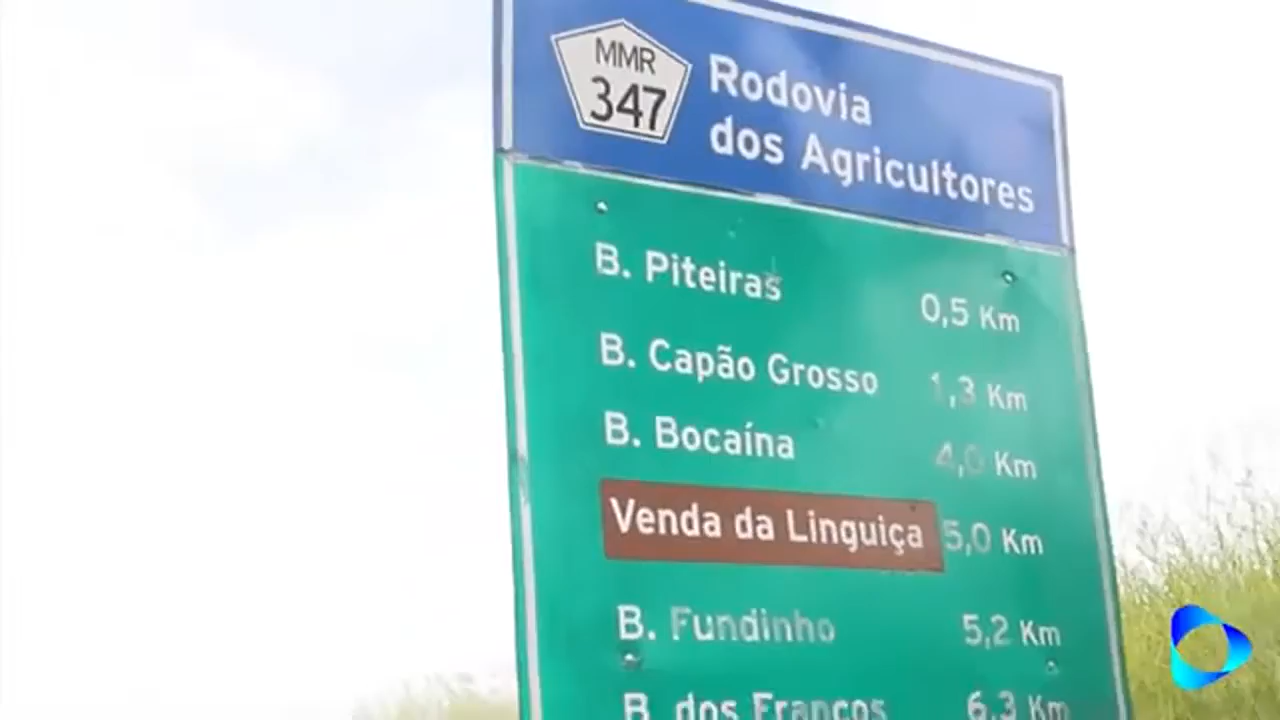 MMR
347
Rodovia
dos Agricultores
B. Piteiras 0,5 Km
B. Capão Grosso 1,3 Km
B. Bocaína 4,0 Km
Venda da Linguiça 5,0 Km
B. Fundinho 5,2 Km
B. dos Francos 6,3 Km